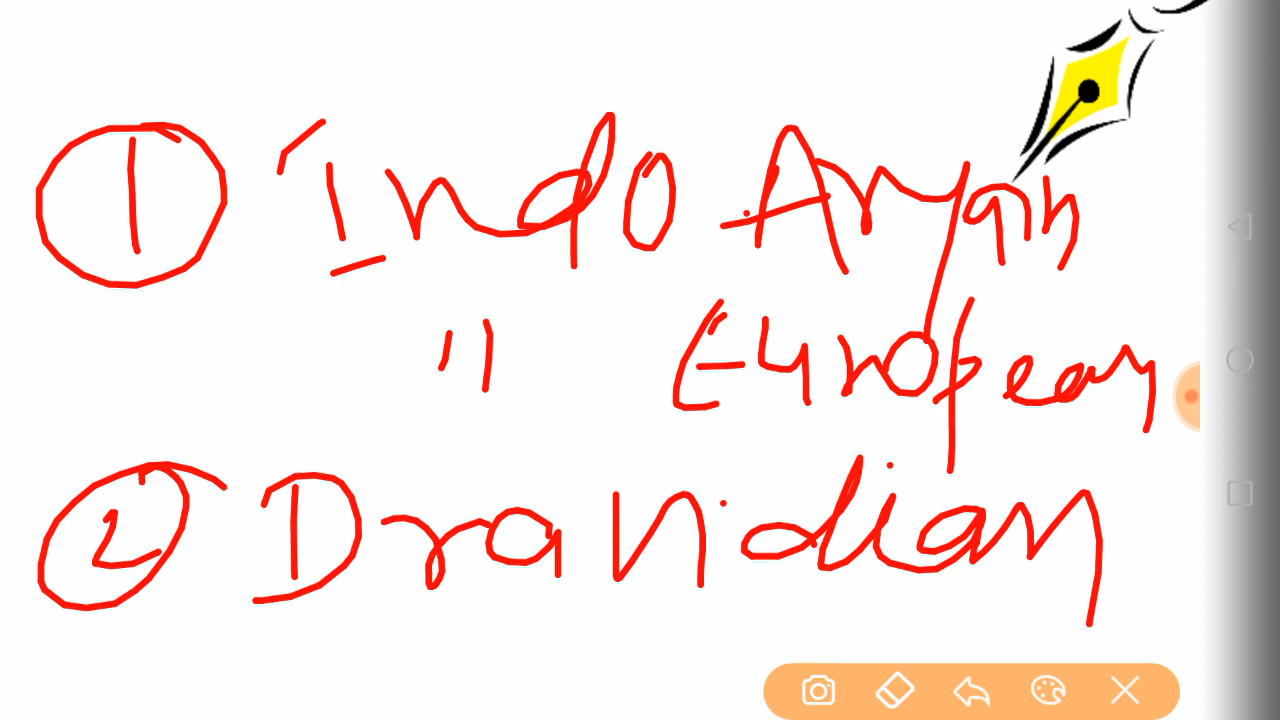 ① Indo Aryan
" European
② Dravidian